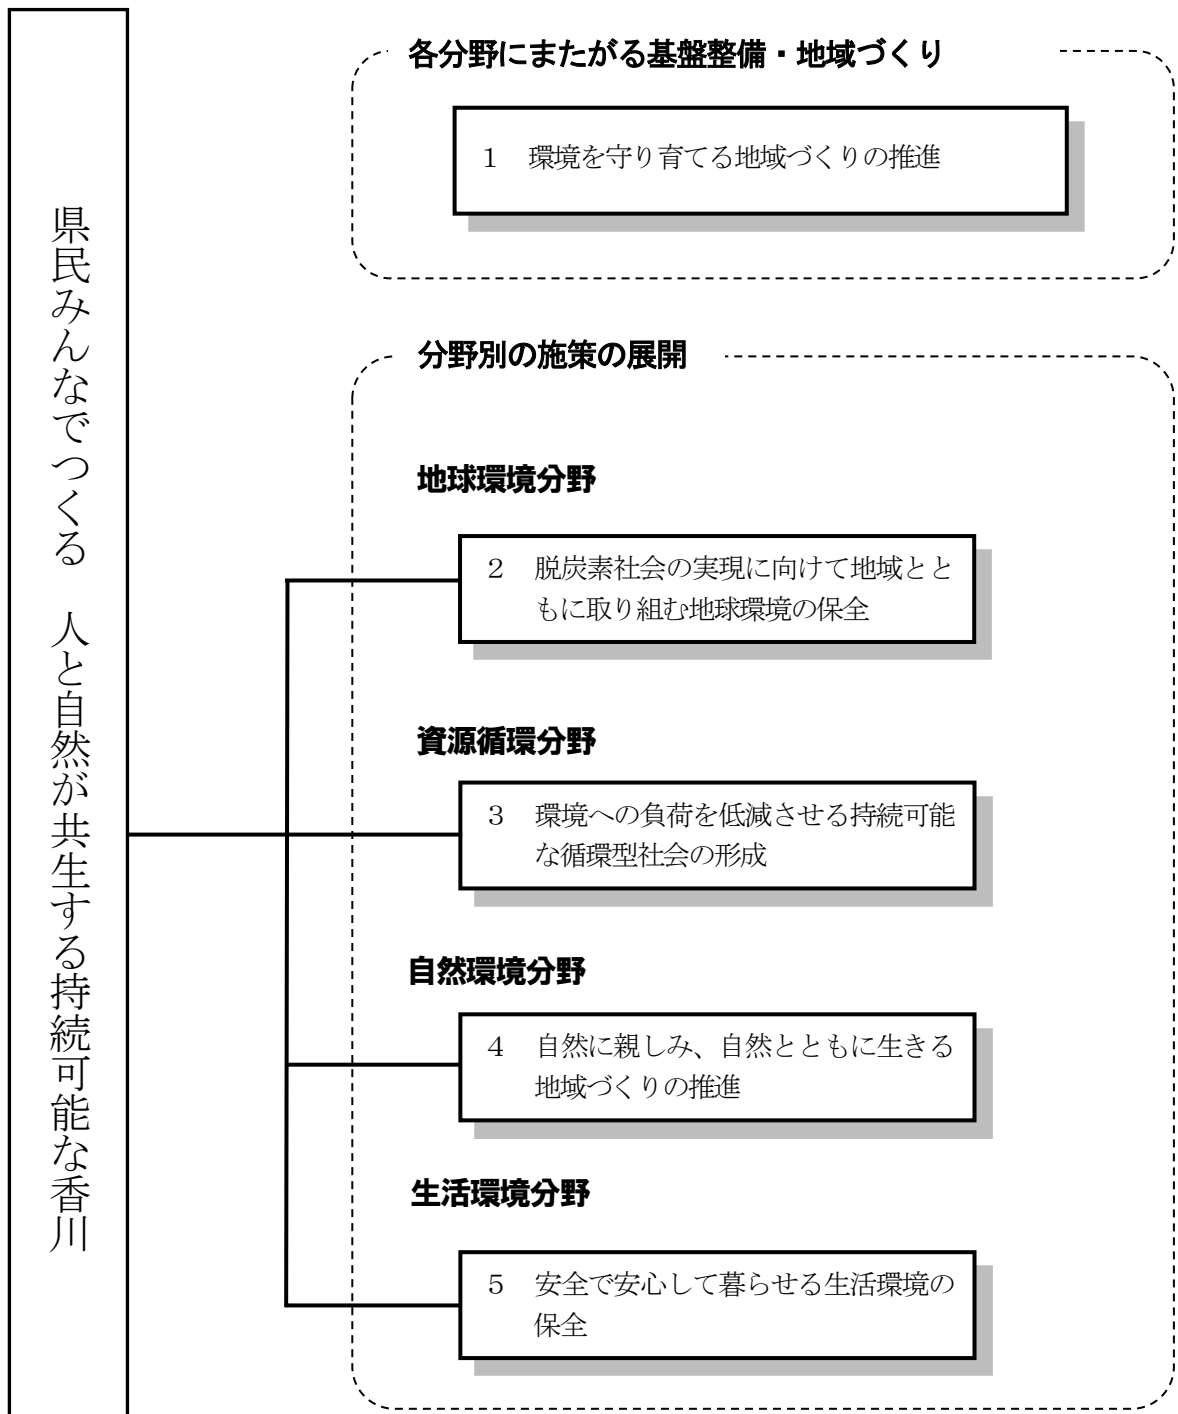 県民みんなでつくる　人と自然が共生する持続可能な香川
各分野にまたがる基盤整備・地域づくり
１　環境を守り育てる地域づくりの推進
分野別の施策の展開
地球環境分野
２　脱炭素社会の実現に向けて地域とと
もに取り組む地球環境の保全
資源循環分野
３　環境への負荷を低減させる持続可能
な循環型社会の形成
自然環境分野
４　自然に親しみ、自然とともに生きる
地域づくりの推進
生活環境分野
５　安全で安心して暮らせる生活環境の
保全